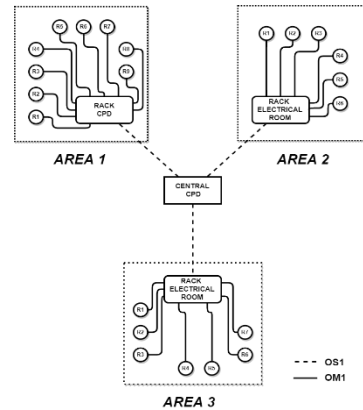 R5
R6
R7
R4
R8
R3
R9
R2
R1
RACK
CPD
AREA 1
R1
R2
R3
R4
R5
R6
RACK
ELECTRICAL
ROOM
AREA 2
CENTRAL
CPD
RACK
ELECTRICAL
ROOM
R1
R2
R3
R4
R5
R6
R7
AREA 3
OS1
OM1